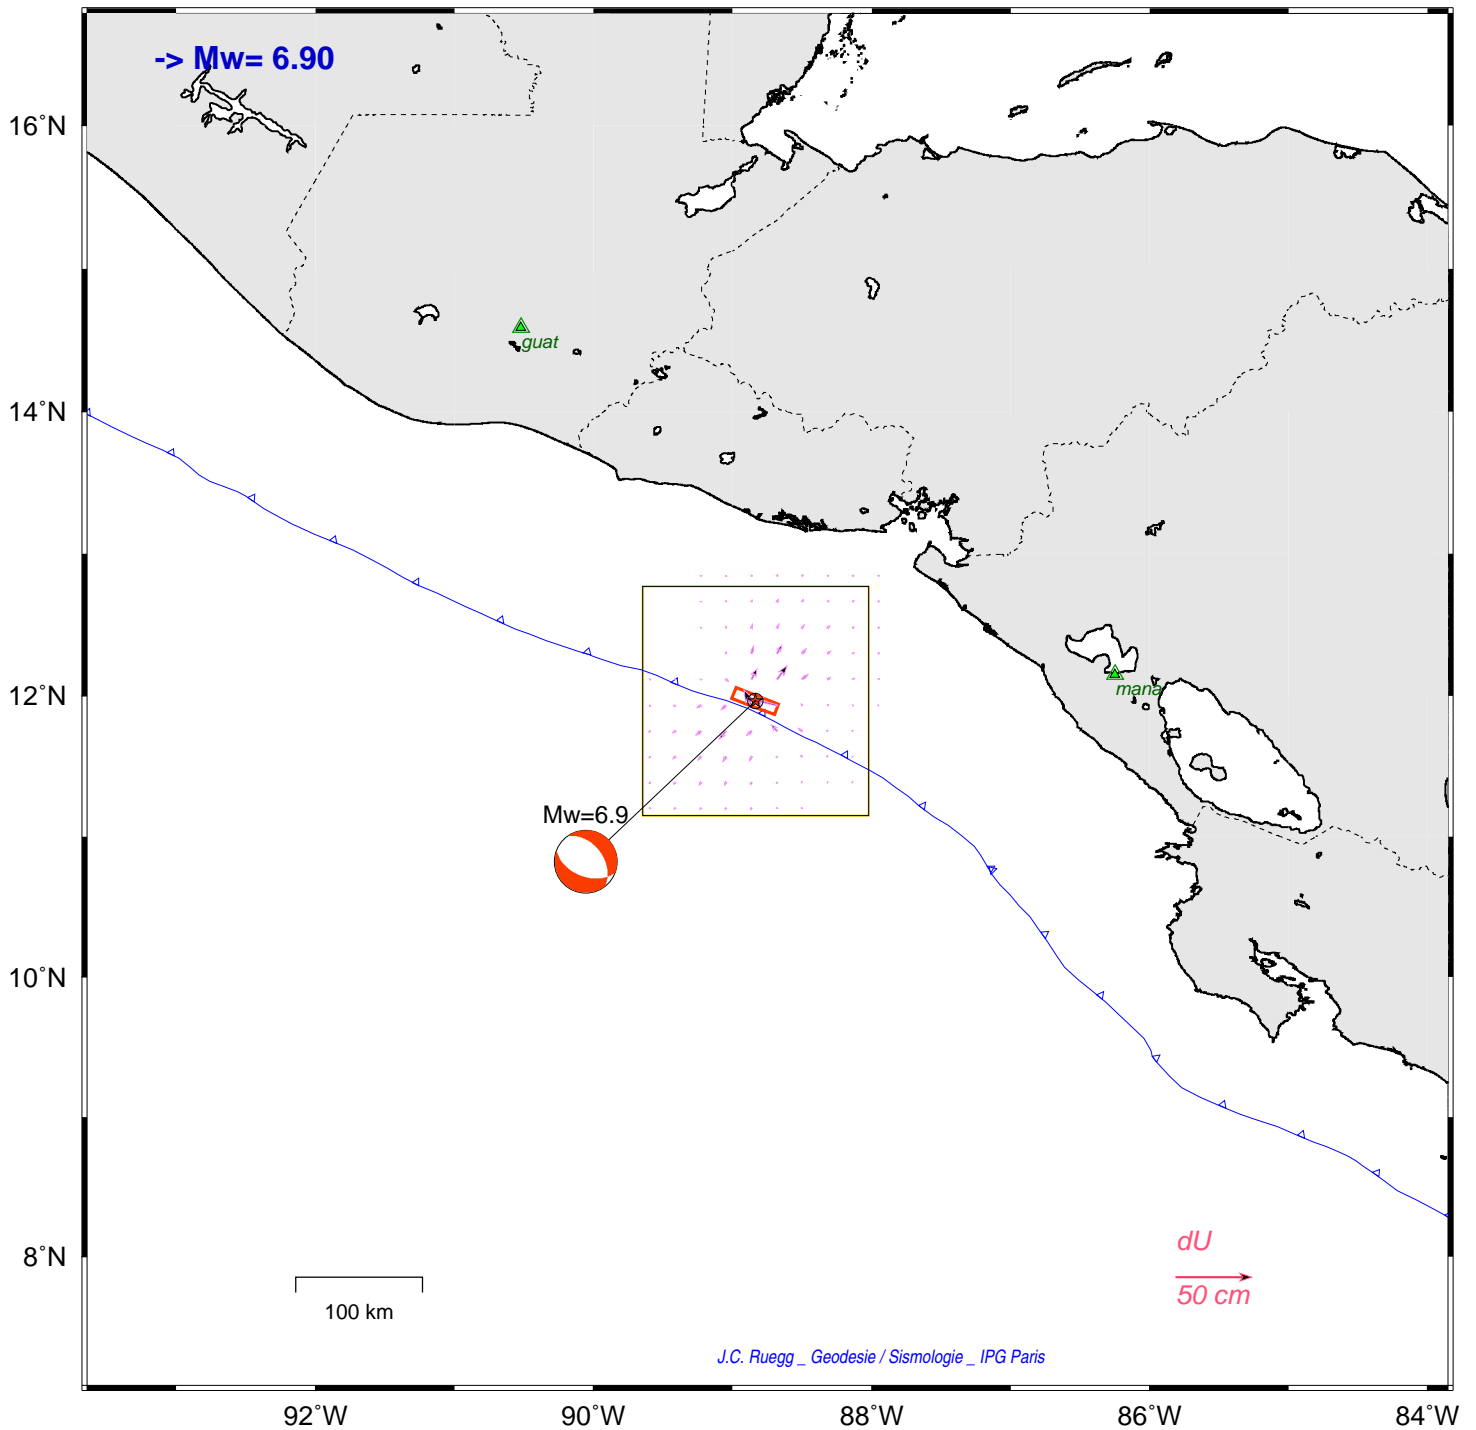 -> Mw= 6.90
16°N
guat
14°N
12°N
mana
Mw=6.9
10°N
8°N
dU
50 cm
100 km
J.C. Ruegg _ Geodesie / Sismologie _ IPG Paris
92°W
90°W
88°W
86°W
84°W